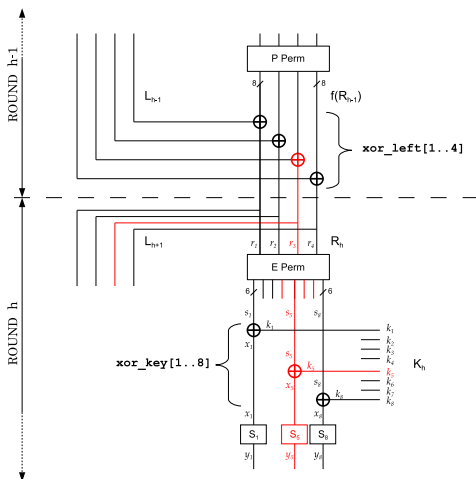 ROUND h-1
P Perm
8
8
L_{h-1}
f(R_{h-1})
xor_left[1..4]
ROUND h
L_{h+1}
r_1 r_2 r_3 r_4
R_h
E Perm
6
6
s_1 s_5 s_8
k_1 k_1
k_2
xor_key[1..8]
x_1 k_3
s_5 k_4
k_5 k_5
K_h
x_5 s_8 k_6
k_7
k_8 k_8
x_1 x_8
S_1 S_5 S_8
y_1 y_5 y_8